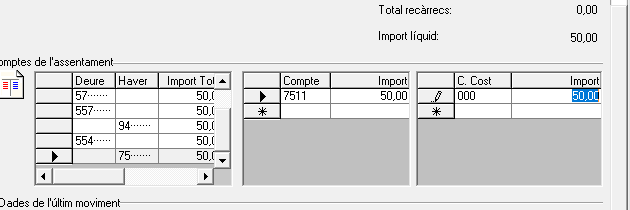 Total recàrrecs: 0,00
Import líquid: 50,00
omptes de l'assentament
Deure Haver Import Tot
57······· 50,0
557······ 50,0
94······· 50,0
554······ 50,0
75······· 50,0
Compte Import
7511 50,00
C. Cost Import
000 50,00
Dades de l'últim moviment